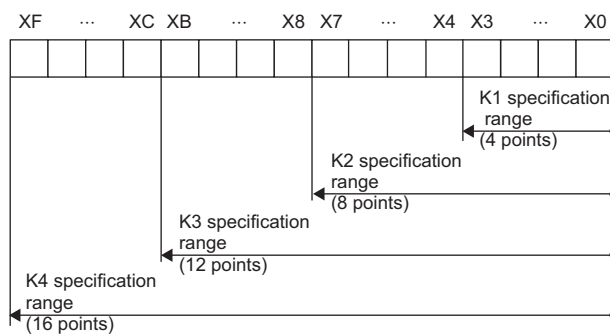 XF ... XC XB ... X8 X7 ... X4 X3 ... X0
K1 specification
range
(4 points)
K2 specification
range
(8 points)
K3 specification
range
(12 points)
K4 specification
range
(16 points)